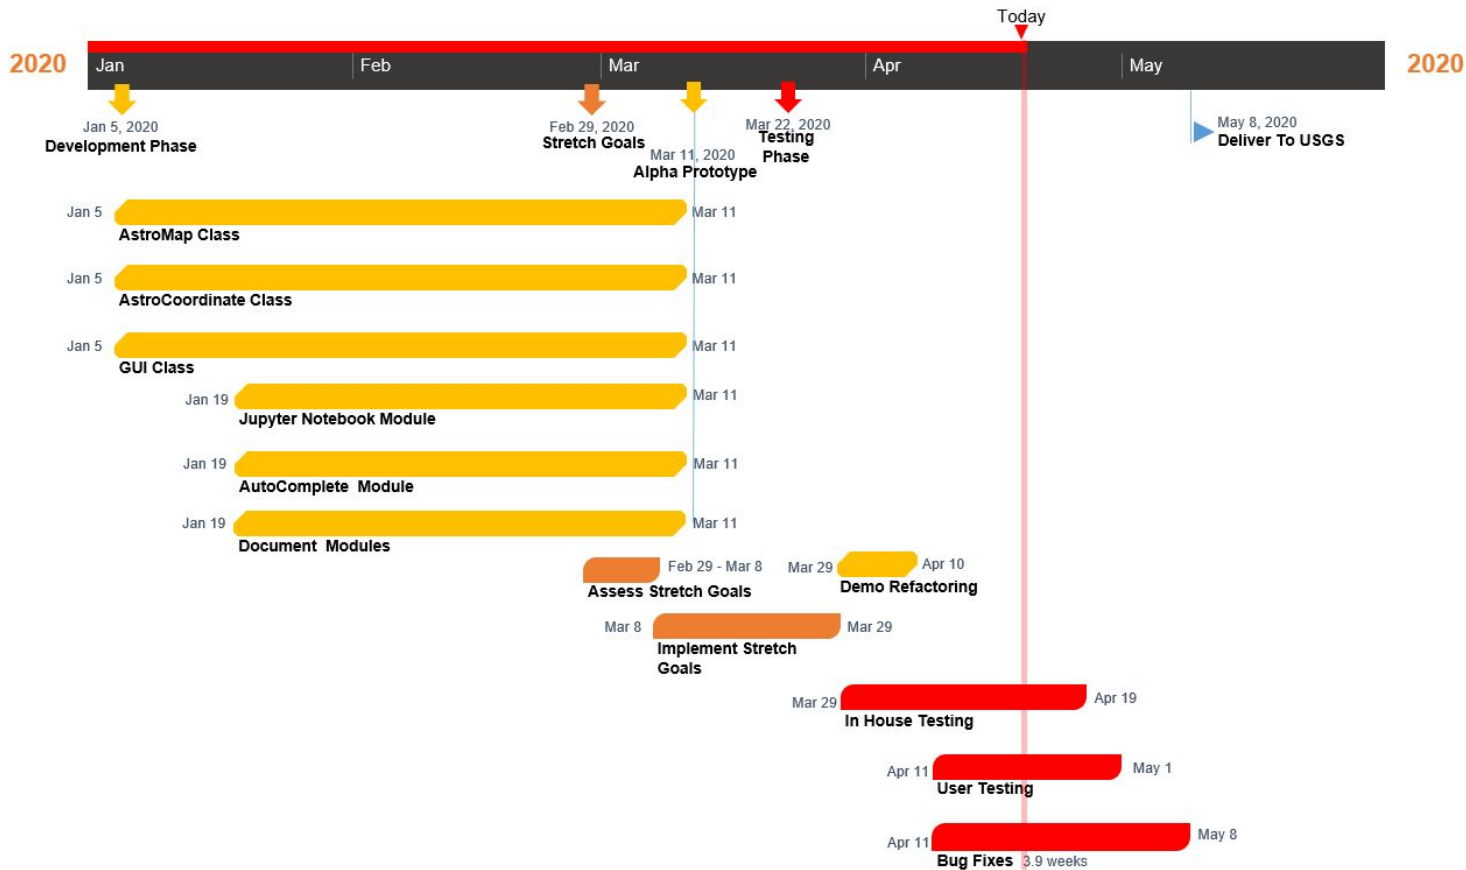 Today
2020 Jan Feb Mar Apr May 2020
Jan 5, 2020
Development Phase
Feb 29, 2020
Stretch Goals
Mar 11, 2020
Alpha Prototype
Mar 22, 2020
Testing
Phase
May 8, 2020
Deliver To USGS
Jan 5 Mar 11
AstroMap Class
Jan 5 Mar 11
AstroCoordinate Class
Jan 5 Mar 11
GUI Class
Jan 19 Mar 11
Jupyter Notebook Module
Jan 19 Mar 11
AutoComplete Module
Jan 19 Mar 11
Document Modules
Feb 29 - Mar 8
Assess Stretch Goals
Mar 29 Apr 10
Demo Refactoring
Mar 8 Mar 29
Implement Stretch
Goals
Mar 29 Apr 19
In House Testing
Apr 11 May 1
User Testing
Apr 11 May 8
Bug Fixes 3.9 weeks